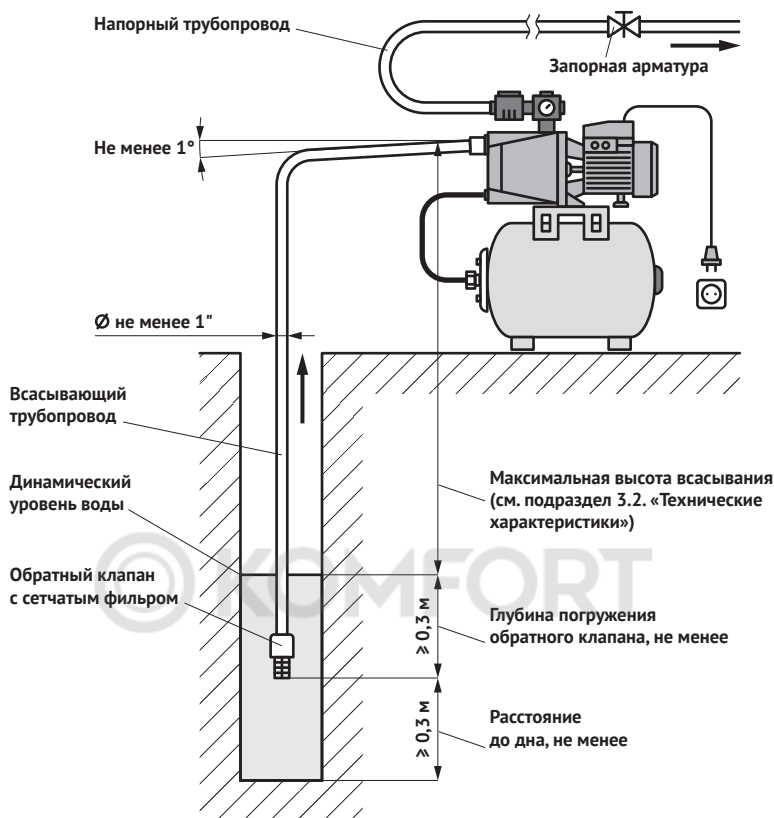 Напорный трубопровод
Запорная арматура
Не менее 1°
Ø не менее 1"
Всасывающий
трубопровод
Динамический
уровень воды
Максимальная высота всасывания
(см. подраздел 3.2. «Технические
характеристики»)
Обратный клапан
с сетчатым фильром
KOMFORT
≥ 0,3 м
Глубина погружения
обратного клапана, не менее
≥ 0,3 м
Расстояние
до дна, не менее